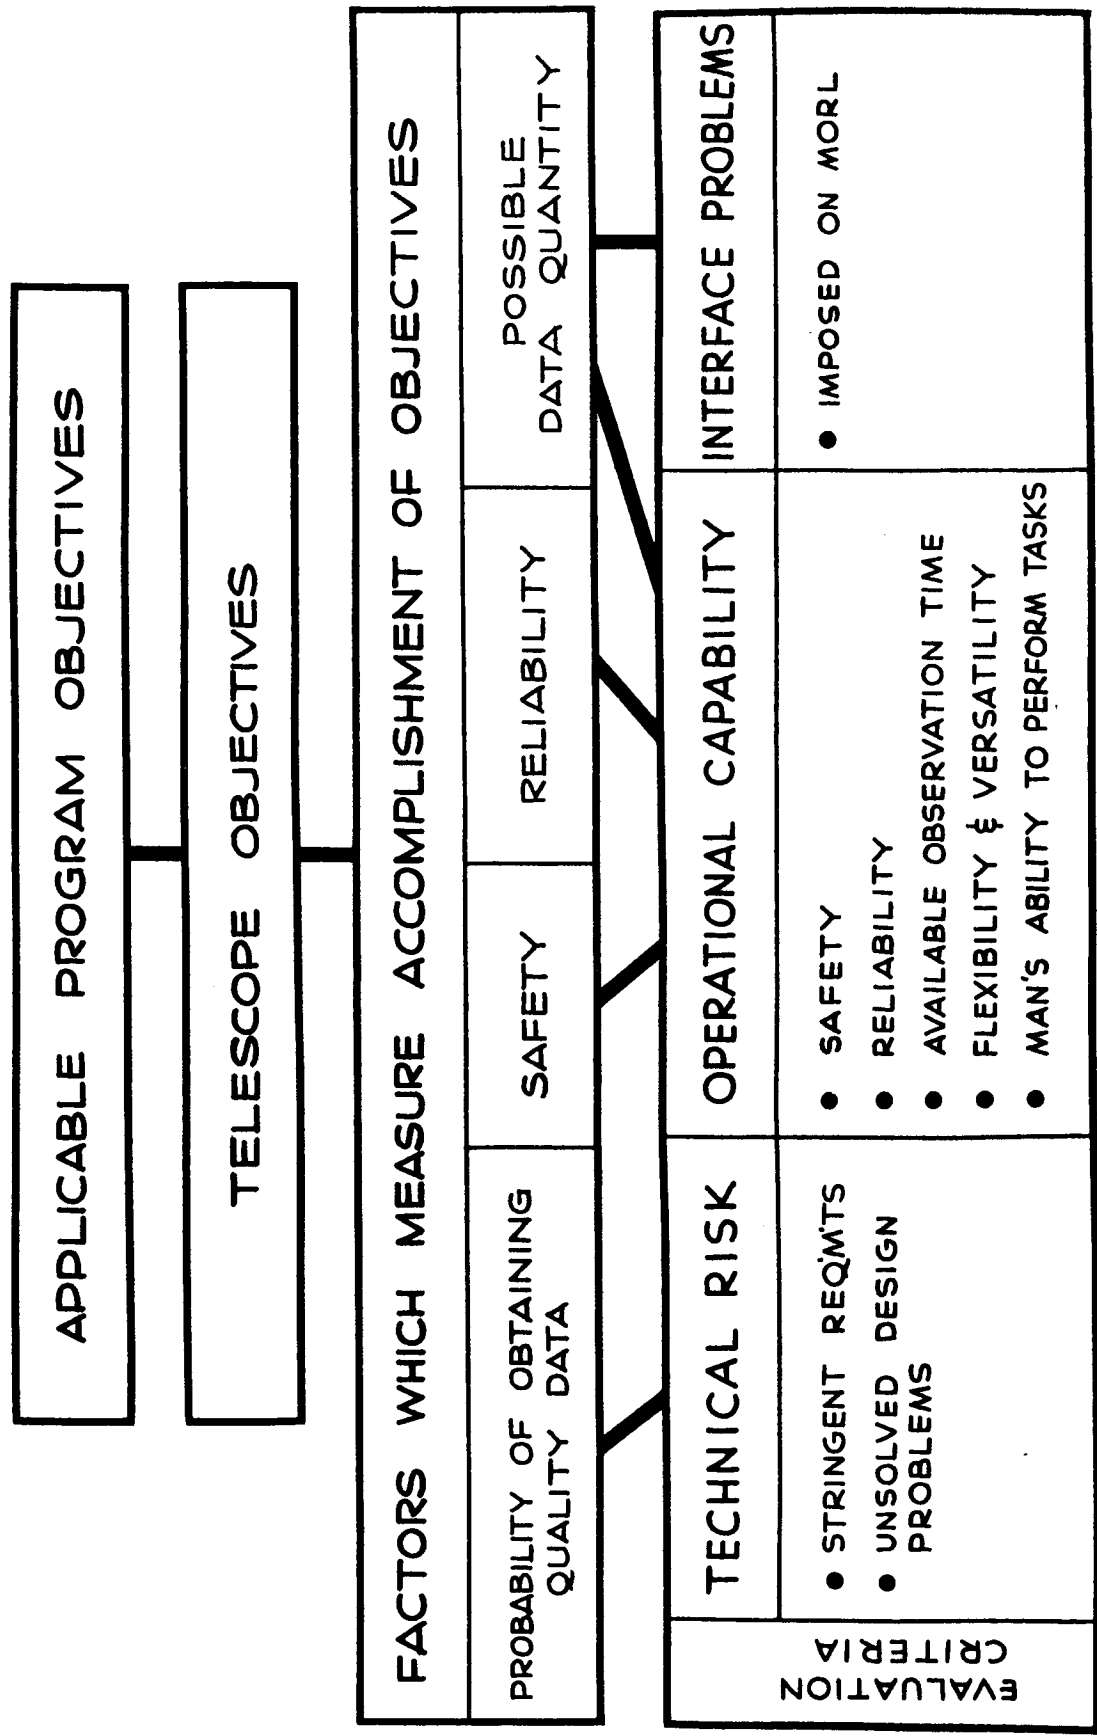 APPLICABLE PROGRAM OBJECTIVES
TELESCOPE OBJECTIVES
FACTORS WHICH MEASURE ACCOMPLISHMENT OF OBJECTIVES
PROBABILITY OF OBTAINING
QUALITY DATA
SAFETY
RELIABILITY
POSSIBLE
DATA QUANTITY
EVALUATION
CRITERIA
TECHNICAL RISK
• STRINGENT REQ'M'TS
• UNSOLVED DESIGN
PROBLEMS
OPERATIONAL CAPABILITY
• SAFETY
• RELIABILITY
• AVAILABLE OBSERVATION TIME
• FLEXIBILITY & VERSATILITY
• MAN'S ABILITY TO PERFORM TASKS
INTERFACE PROBLEMS
• IMPOSED ON MORL